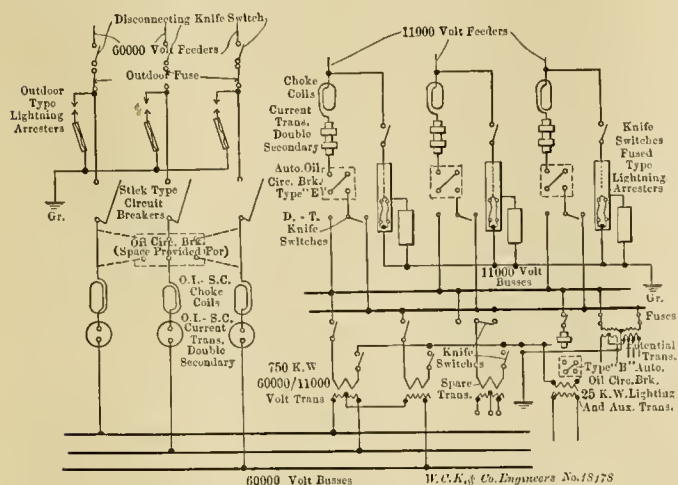 Disconnecting Knife Switch
60000 Volt Feeders
Outdoor Fuse
Outdoor
Type
Lightning
Arresters
Gr.
Stick Type
Circuit
Breakers
Oil Circ. Brk.
(Space Provided For)
O.I.-S.C.
Choke
Coils
O.I.-S.C.
Current
Trans.
Double
Secondary
11000 Volt Feeders
Choke
Coils
Current
Trans.
Double
Secondary
Auto. Oil
Circ. Brk.
Type "E"
D. - T.
Knife
Switches
Knife
Switches
Fused
Type
Lightning
Arresters
11000 Volt
Busses
Gr.
Fuses
750 K.W
60000/11000
Volt Trans
Knife
Switches
Spare
Trans.
Potential
Trans.
Type "B" Auto.
Oil Circ. Brk.
25 K.W. Lighting
And Aux. Trans.
60000 Volt Busses
W.C.K. & Co. Engineers No. 18178